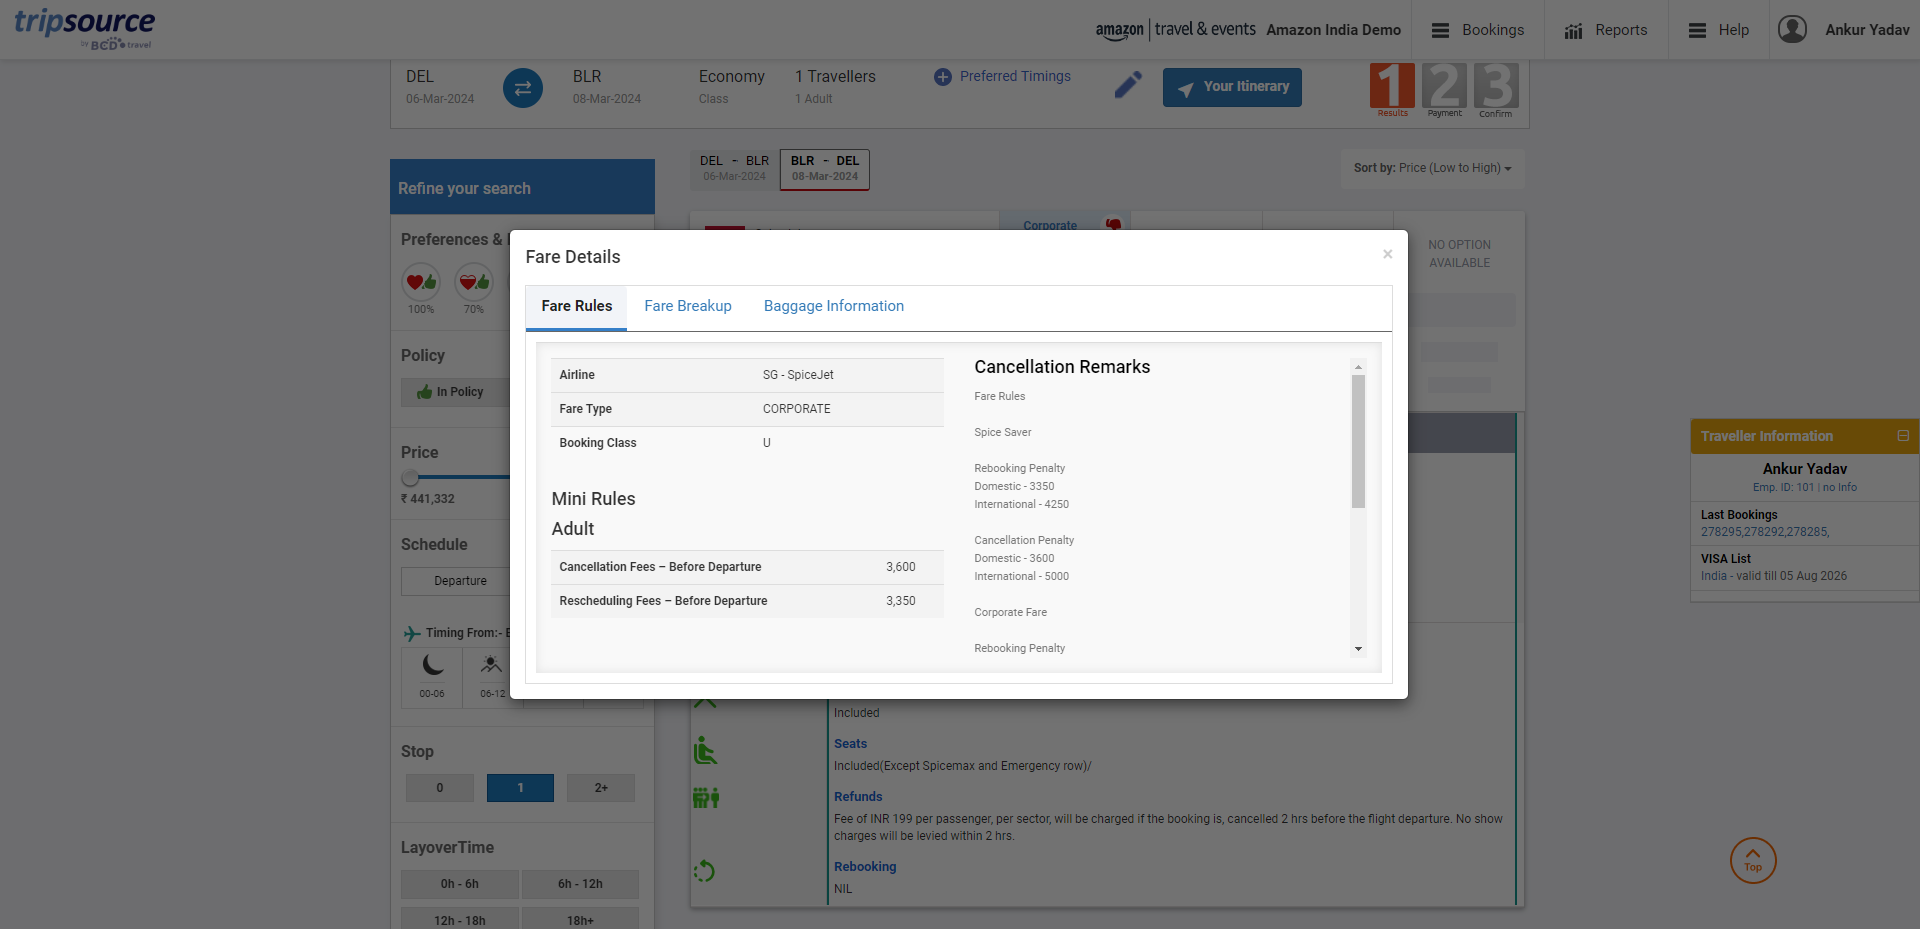 tripsource
by BCD travel
amazon | travel & events
Amazon India Demo
Bookings
Reports
Help
Ankur Yadav
DEL
06-Mar-2024
BLR
08-Mar-2024
Economy
Class
1 Travellers
1 Adult
Preferred Timings
Your Itinerary
1
Results
2
Payment
3
Confirm
Refine your search
DEL - BLR
06-Mar-2024
BLR - DEL
08-Mar-2024
Sort by: Price (Low to High)
Preferences &
100%
70%
Policy
In Policy
Price
₹ 441,332
Schedule
Departure
Timing From:-
00-06
06-12
Stop
0
1
2+
LayoverTime
0h - 6h
6h - 12h
12h - 18h
18h+
Corporate
NO OPTION
AVAILABLE
Fare Details
×
Fare Rules
Fare Breakup
Baggage Information
Airline
SG - SpiceJet
Fare Type
CORPORATE
Booking Class
U
Mini Rules
Adult
Cancellation Fees – Before Departure
3,600
Rescheduling Fees – Before Departure
3,350
Cancellation Remarks
Fare Rules
Spice Saver
Rebooking Penalty
Domestic - 3350
International - 4250
Cancellation Penalty
Domestic - 3600
International - 5000
Corporate Fare
Rebooking Penalty
Included
Seats
Included(Except Spicemax and Emergency row)/
Refunds
Fee of INR 199 per passenger, per sector, will be charged if the booking is, cancelled 2 hrs before the flight departure. No show
charges will be levied within 2 hrs.
Rebooking
NIL
Traveller Information
Ankur Yadav
Emp. ID: 101 | no Info
Last Bookings
278295,278292,278285,
VISA List
India - valid till 05 Aug 2026
Top